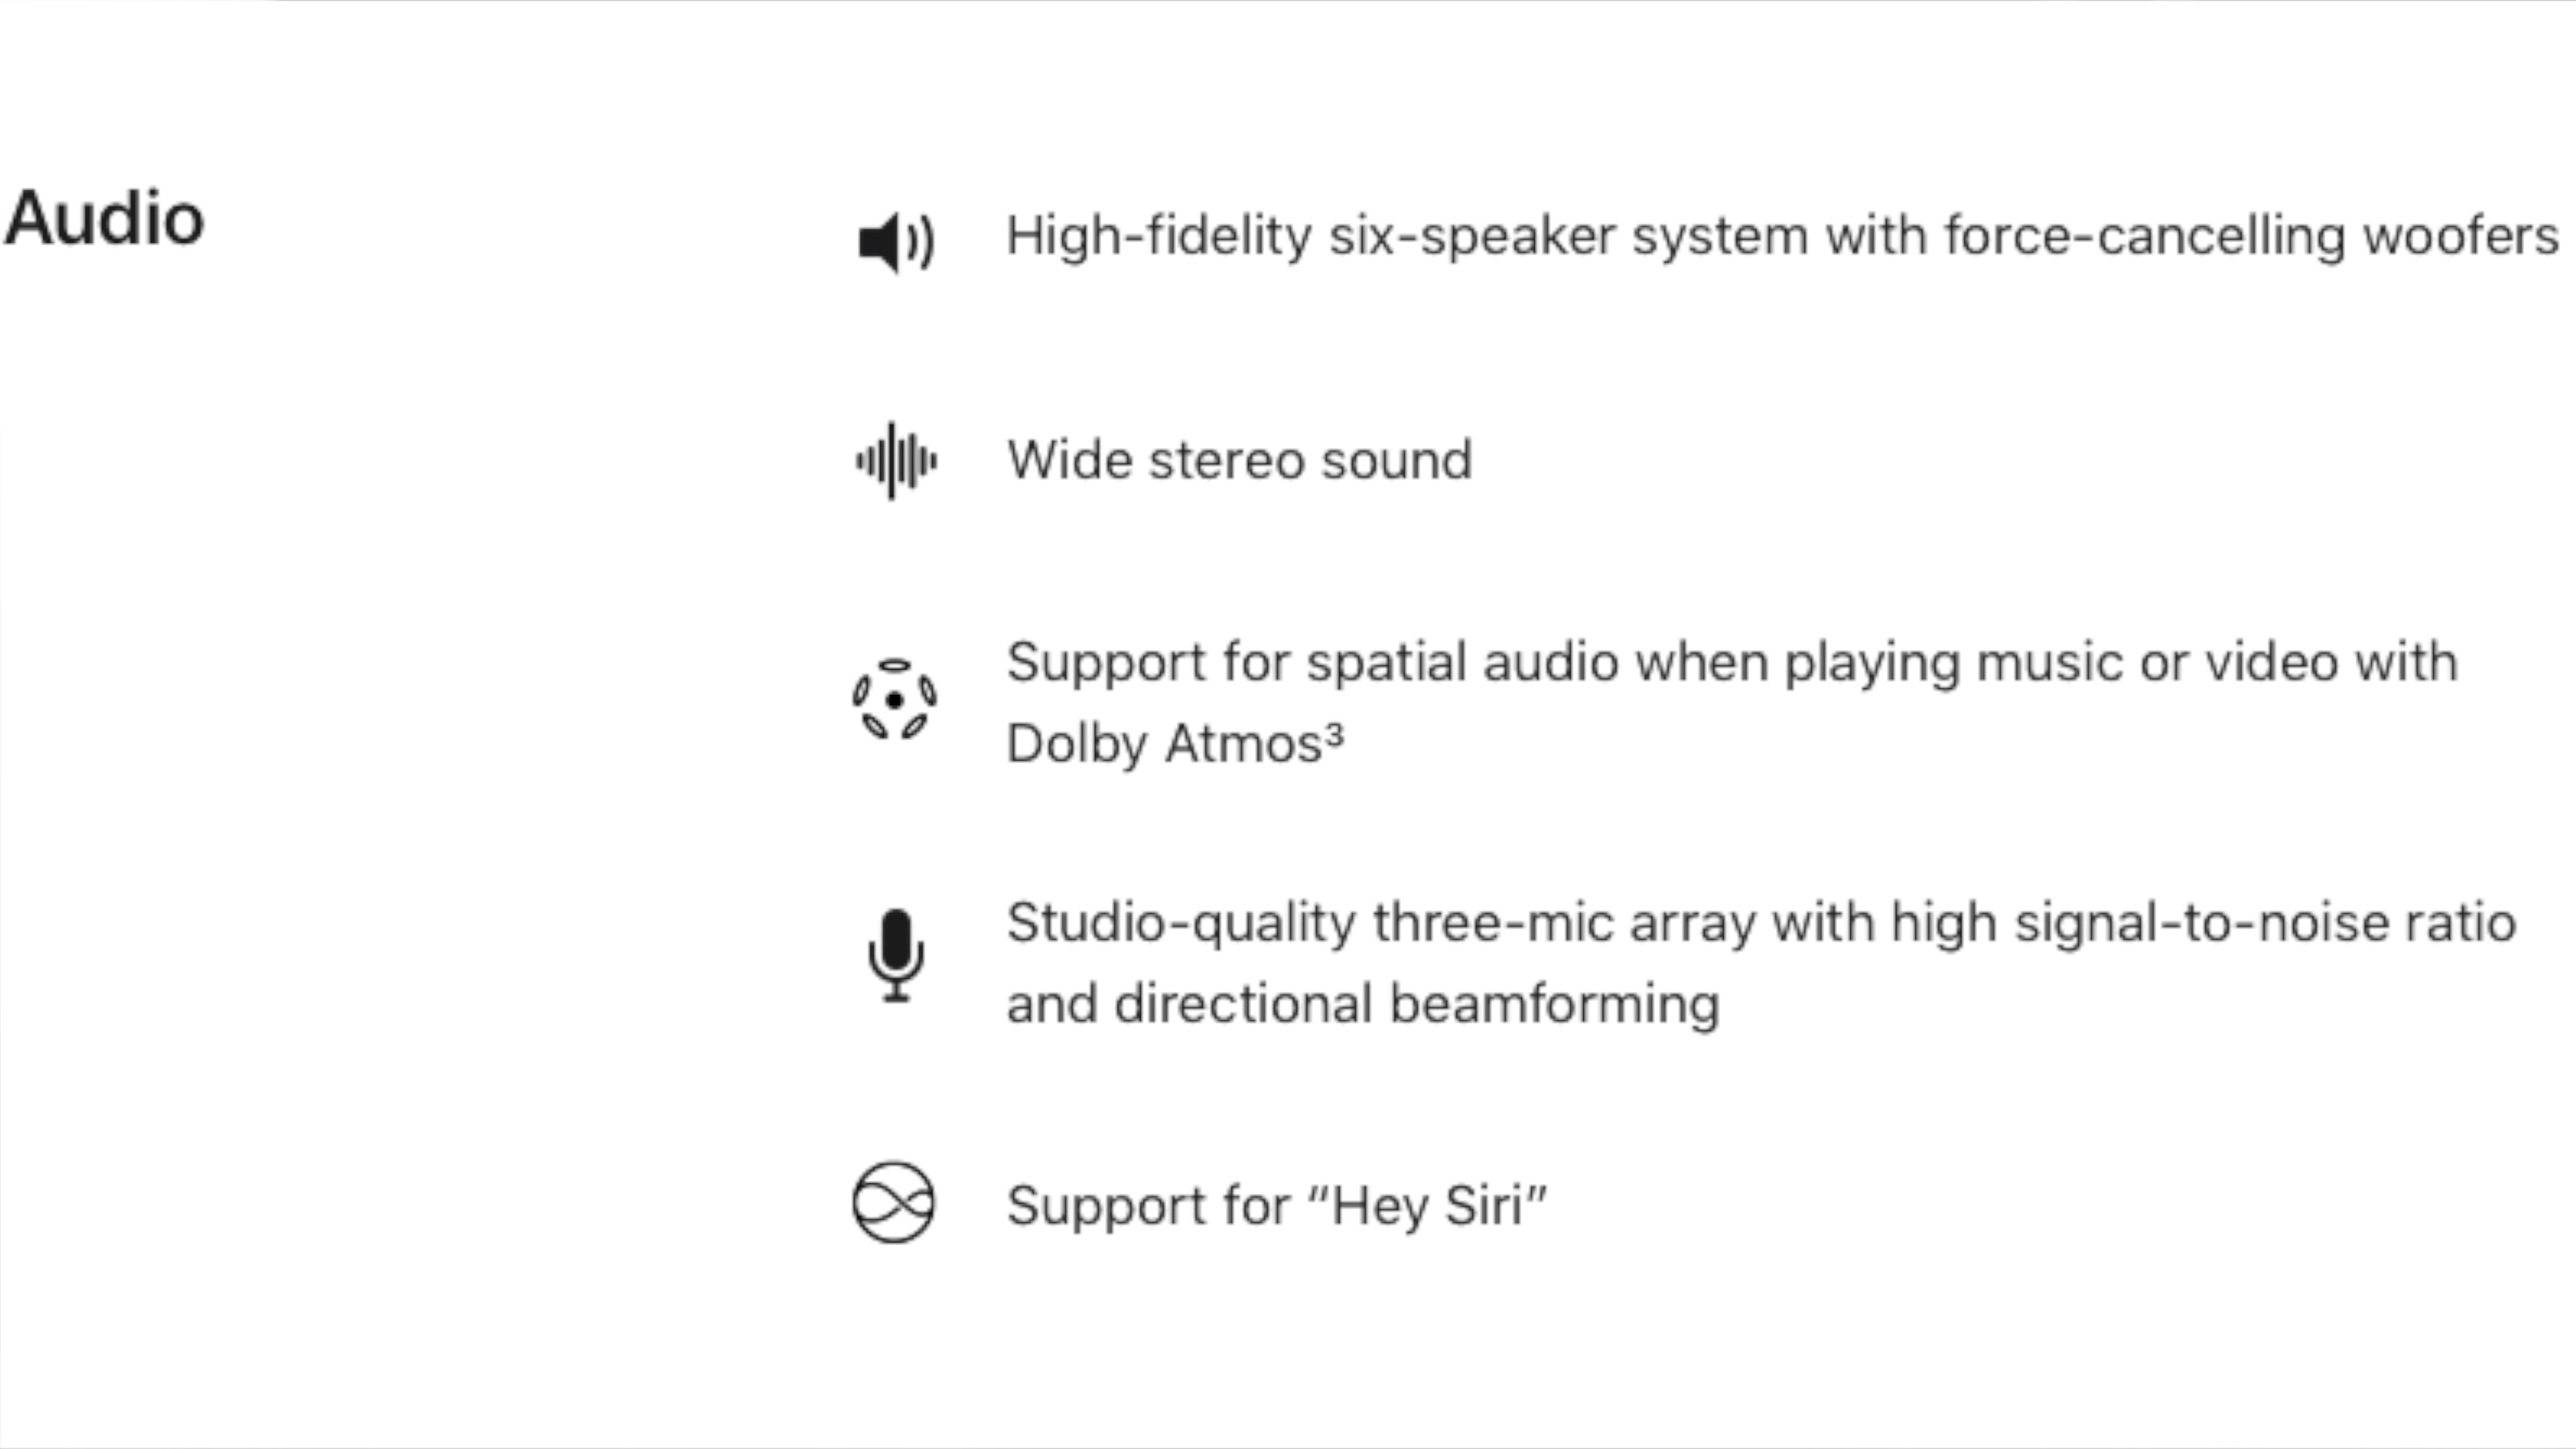 Audio
High-fidelity six-speaker system with force-cancelling woofers
Wide stereo sound
Support for spatial audio when playing music or video with
Dolby Atmos³
Studio-quality three-mic array with high signal-to-noise ratio
and directional beamforming
Support for “Hey Siri”